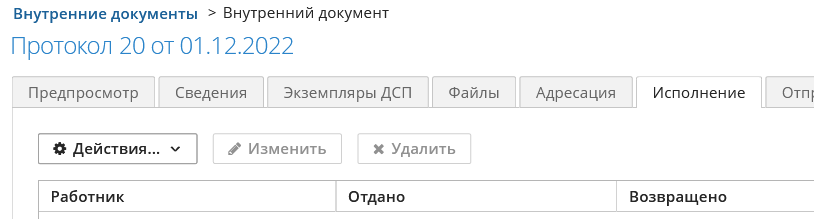 Внутренние документы > Внутренний документ
Протокол 20 от 01.12.2022
Предпросмотр Сведения Экземпляры ДСП Файлы Адресация Исполнение
Действия... Изменить Удалить
Работник Отдано Возвращено